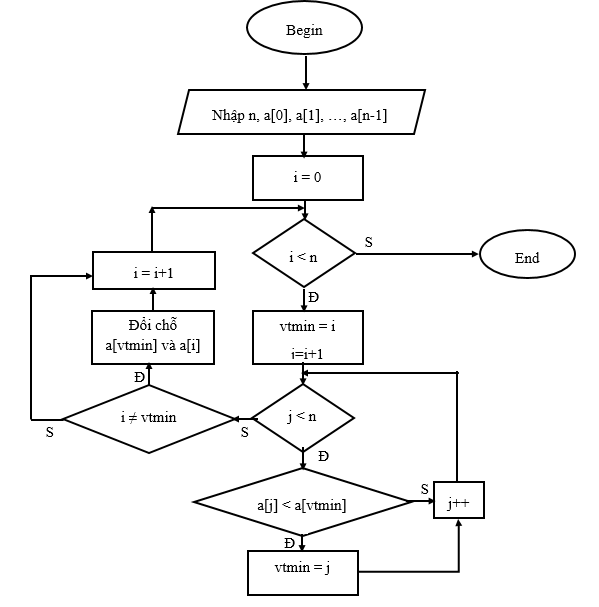 Begin
Nhập n, a[0], a[1], …, a[n-1]
i = 0
i < n
S
End
Đ
i = i+1
vtmin = i
j=i+1
Đổi chỗ
a[vtmin] và a[i]
Đ
i ≠ vtmin
S
S
j < n
Đ
a[j] < a[vtmin]
S
j++
Đ
vtmin = j